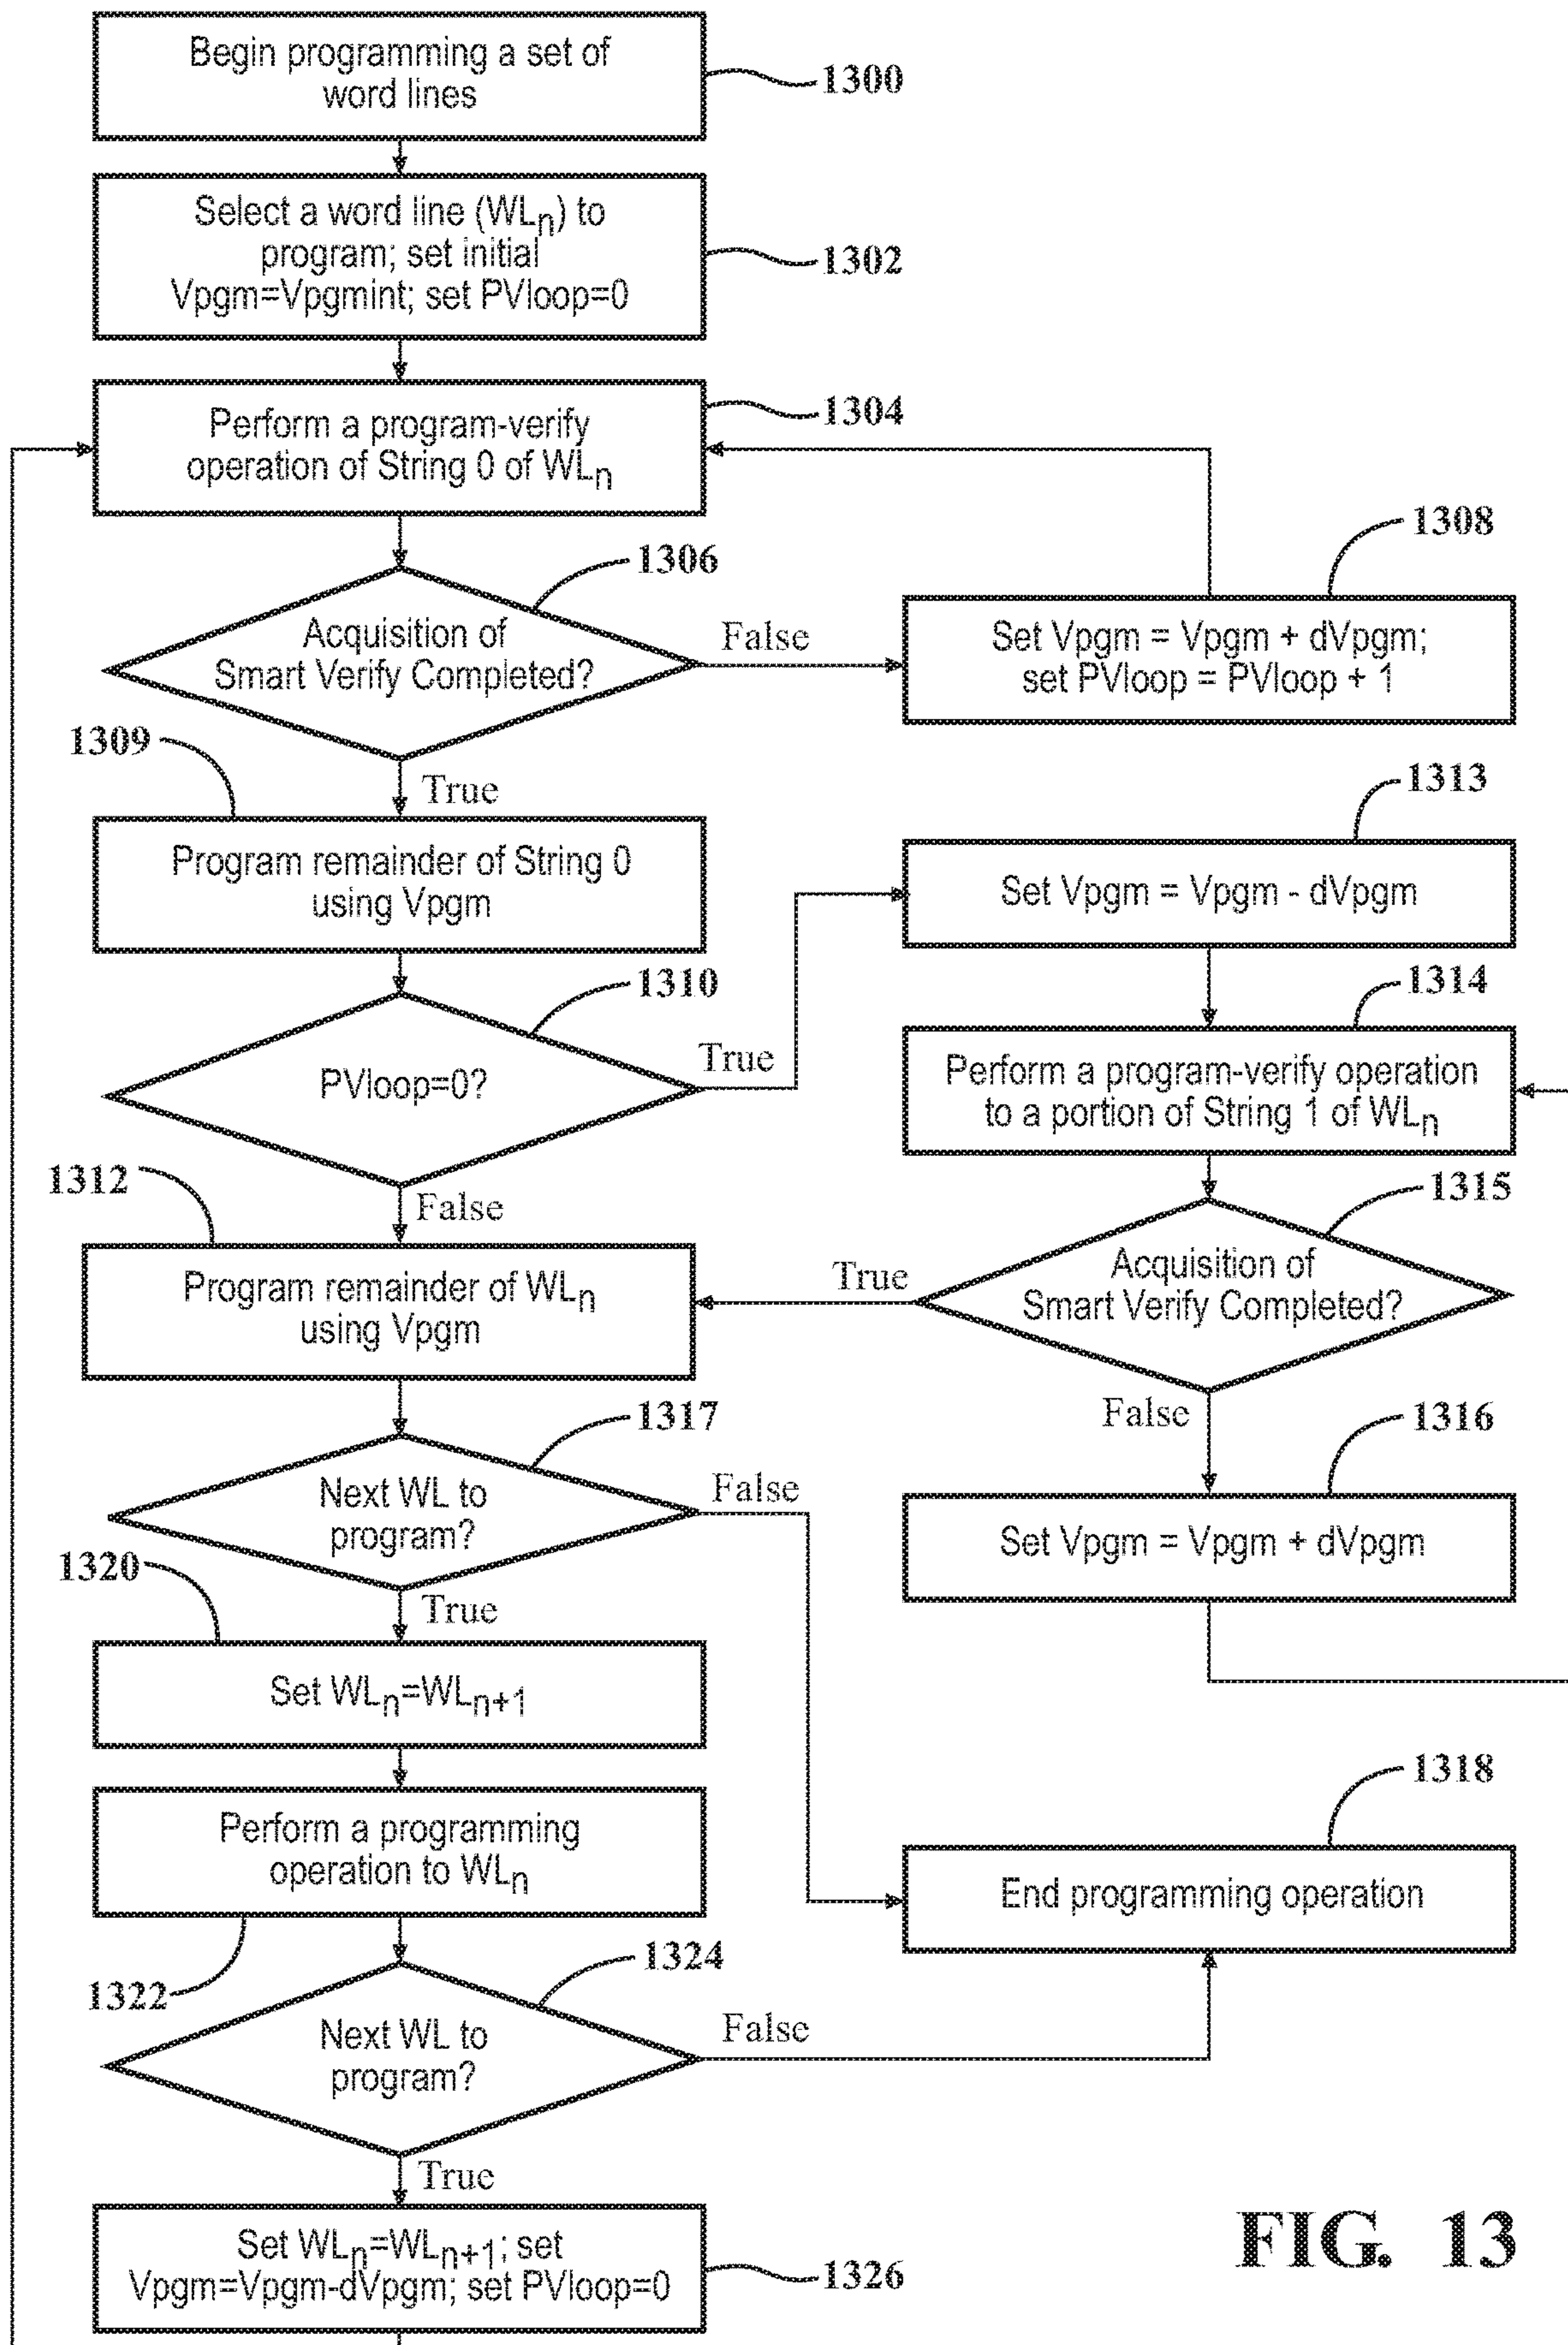 Begin programming a set of
word lines
1300
Select a word line (WLn) to
program; set initial
Vpgm=Vpgmint; set PVloop=0
1302
Perform a program-verify
operation of String 0 of WLn
1304
1306
Acquisition of
Smart Verify Completed?
False
True
1308
Set Vpgm = Vpgm + dVpgm;
set PVloop = PVloop + 1
1309
Program remainder of String 0
using Vpgm
1310
PVloop=0?
True
False
1313
Set Vpgm = Vpgm - dVpgm
1314
Perform a program-verify operation
to a portion of String 1 of WLn
1312
Program remainder of WLn
using Vpgm
1315
Acquisition of
Smart Verify Completed?
True
False
1316
Set Vpgm = Vpgm + dVpgm
1317
Next WL to
program?
False
True
1320
Set WLn=WLn+1
Perform a programming
operation to WLn
1322
1318
End programming operation
1324
Next WL to
program?
False
True
Set WLn=WLn+1; set
Vpgm=Vpgm-dVpgm; set PVloop=0
1326
FIG. 13